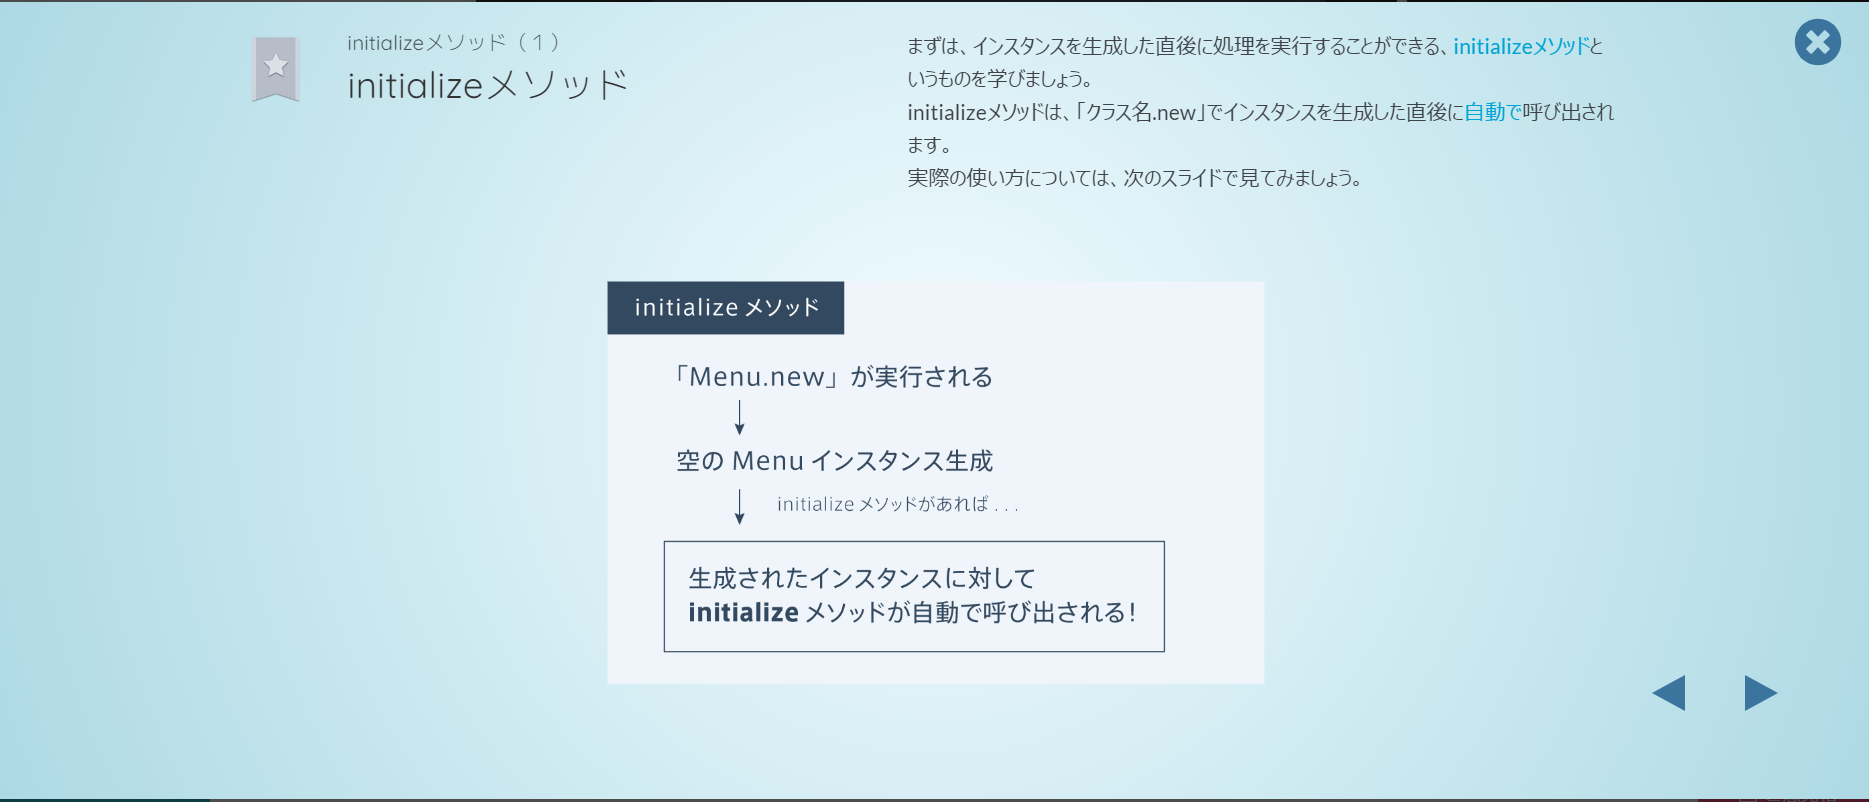 initializeメソッド（１）
initializeメソッド
まずは、インスタンスを生成した直後に処理を実行することができる、initializeメソッドと
いうものを学びましょう。
initializeメソッドは、「クラス名.new」でインスタンスを生成した直後に自動で呼び出され
ます。
実際の使い方については、次のスライドで見てみましょう。
initialize メソッド
「Menu.new」が実行される
空の Menu インスタンス生成
initialize メソッドがあれば . . .
生成されたインスタンスに対して
initialize メソッドが自動で呼び出される!